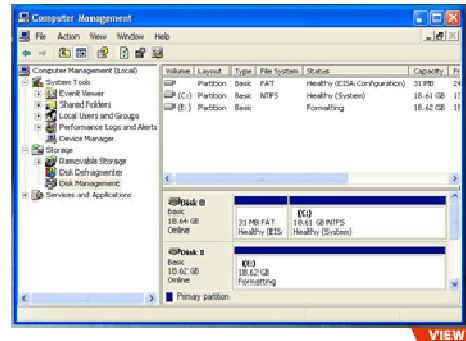 Computer Management
File Action View Window Help
Computer Management (Local)
System Tools
Event Viewer
Shared Folders
Local Users and Groups
Performance Logs and Alerts
Device Manager
Storage
Removable Storage
Disk Defragmenter
Disk Management
Services and Applications
Volume Layout Type File System Status Capacity Fr
Partition Basic FAT Healthy (EISA Configuration) 31 MB 24
(C:) Partition Basic NTFS Healthy (System) 18.61 GB 13
(E:) Partition Basic Formatting 18.62 GB 18
Disk 0
Basic
18.64 GB
Online
31 MB FAT
Healthy (EIS
(C:)
18.61 GB NTFS
Healthy (System)
Disk 1
Basic
18.62 GB
Online
(E:)
18.62 GB
Formatting
Primary partition
VIEW